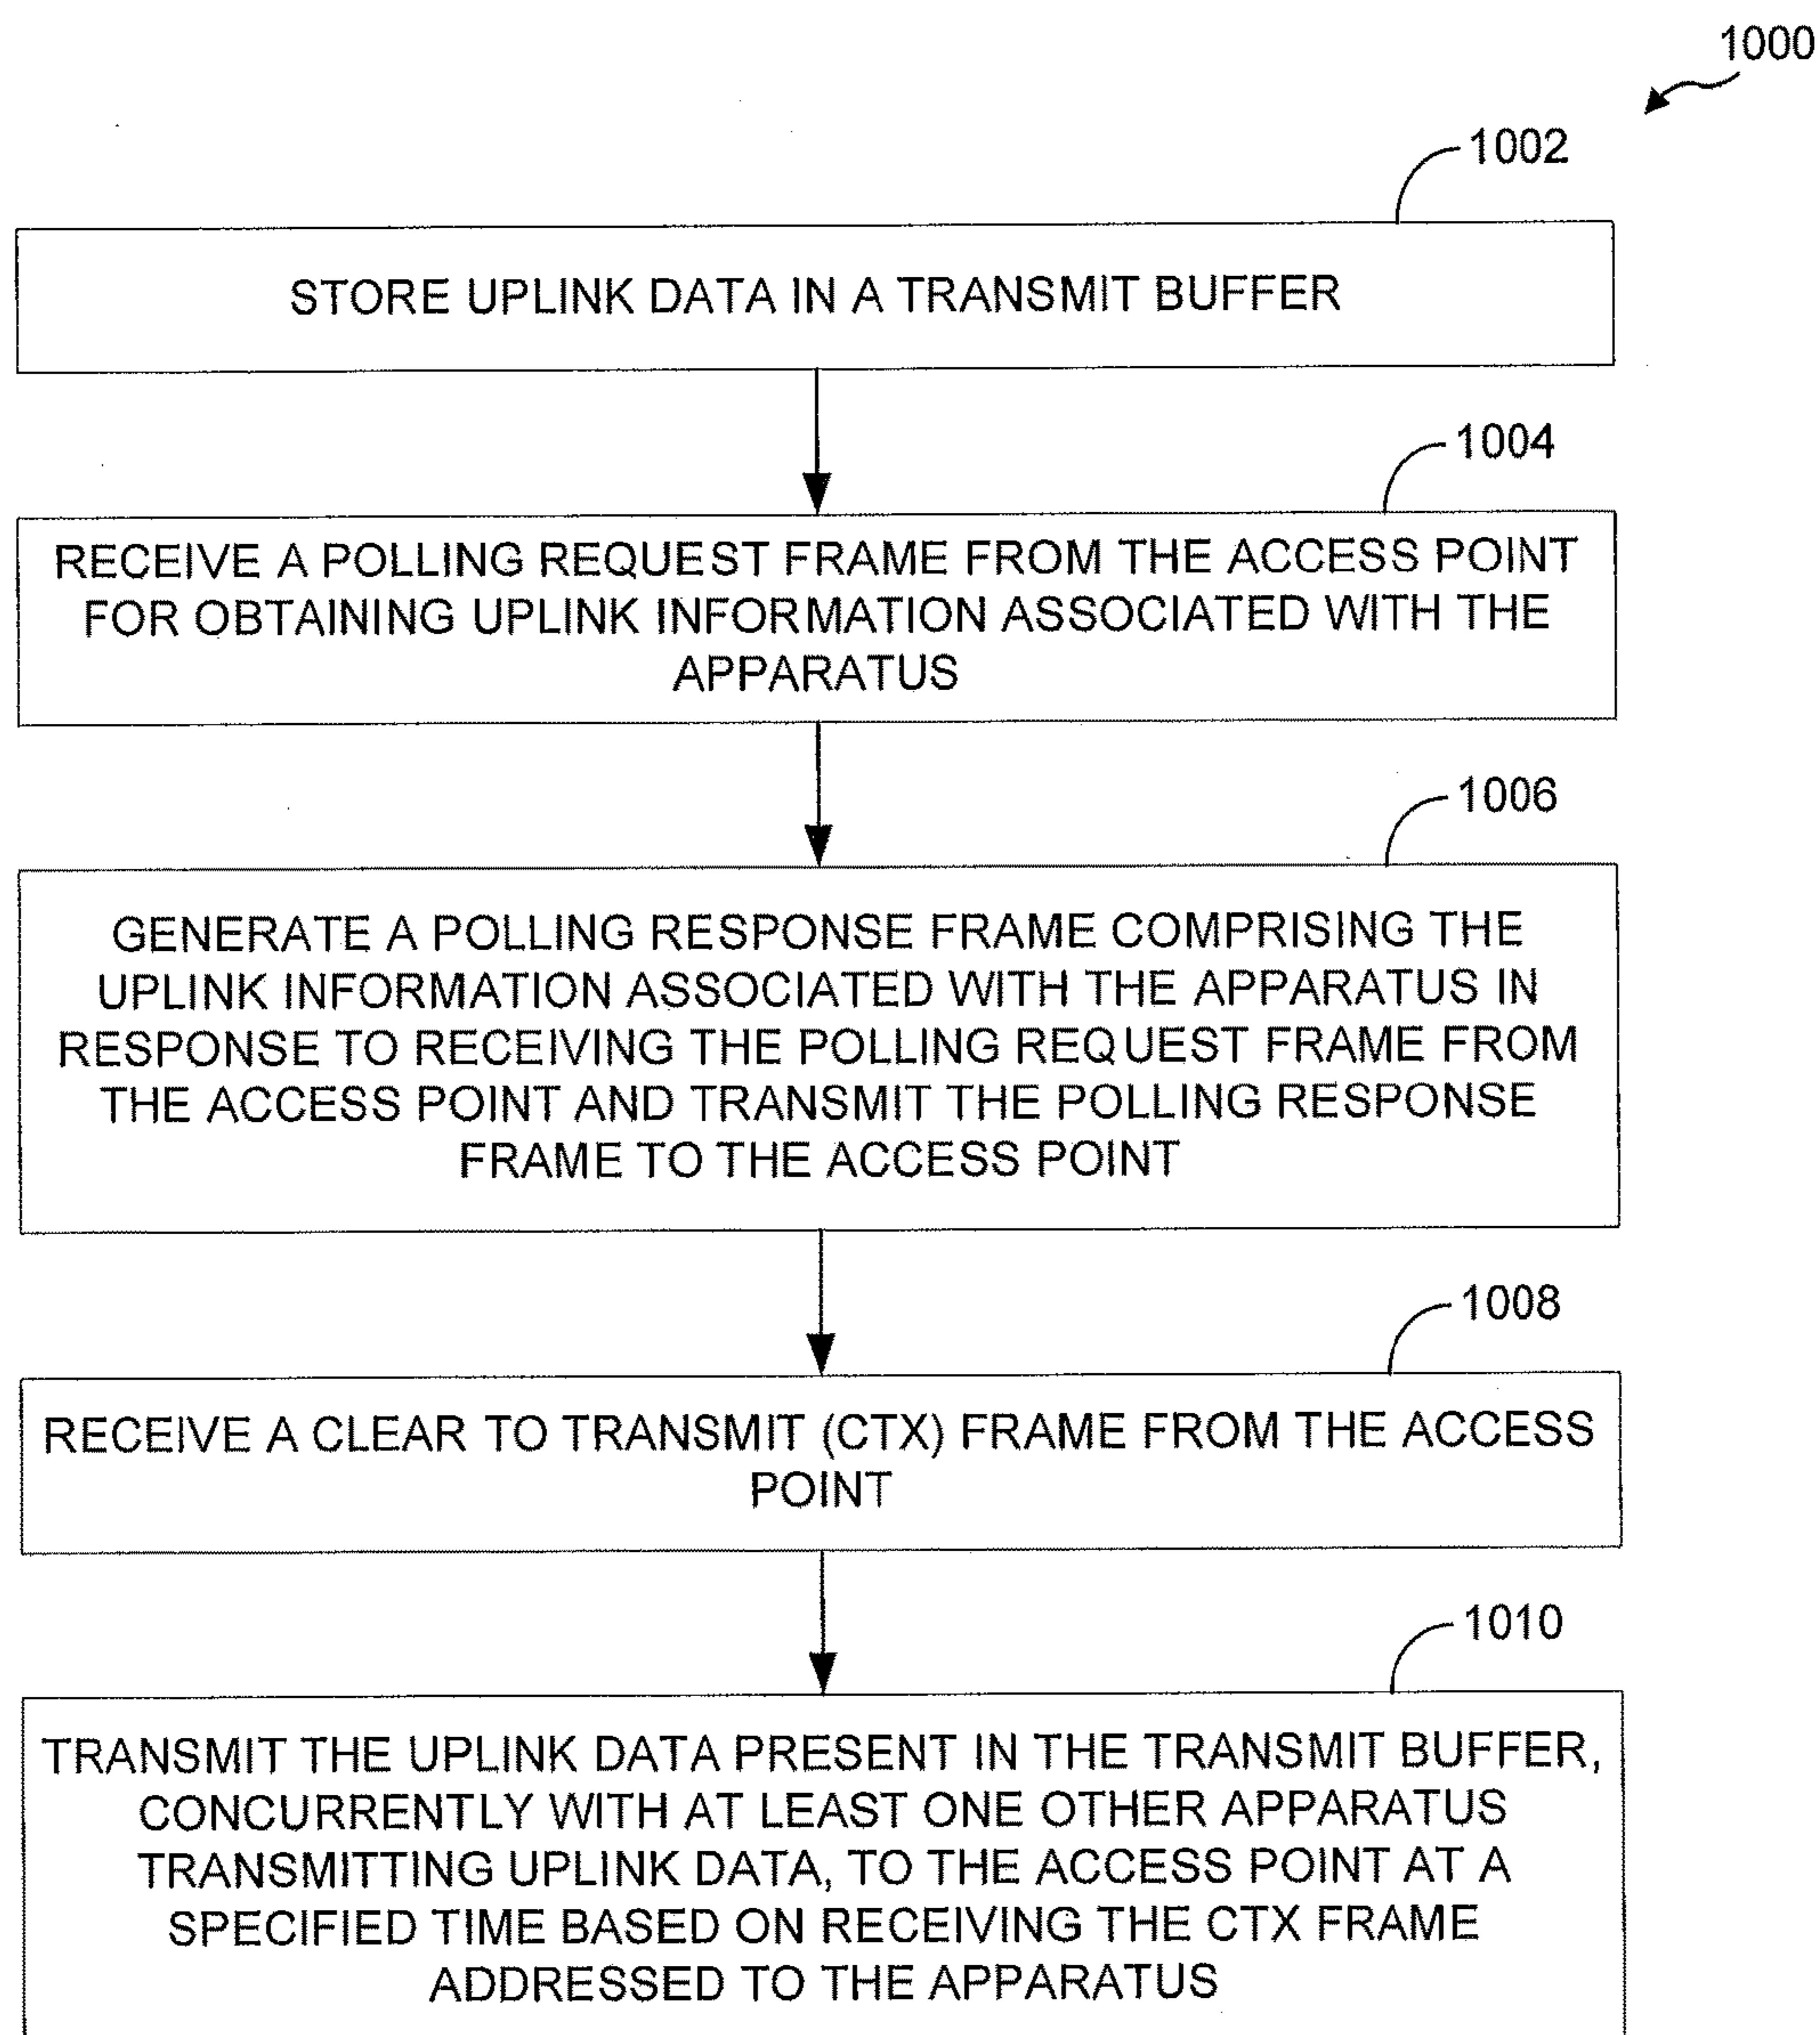 1000
1002
STORE UPLINK DATA IN A TRANSMIT BUFFER
1004
RECEIVE A POLLING REQUEST FRAME FROM THE ACCESS POINT
FOR OBTAINING UPLINK INFORMATION ASSOCIATED WITH THE
APPARATUS
1006
GENERATE A POLLING RESPONSE FRAME COMPRISING THE
UPLINK INFORMATION ASSOCIATED WITH THE APPARATUS IN
RESPONSE TO RECEIVING THE POLLING REQUEST FRAME FROM
THE ACCESS POINT AND TRANSMIT THE POLLING RESPONSE
FRAME TO THE ACCESS POINT
1008
RECEIVE A CLEAR TO TRANSMIT (CTX) FRAME FROM THE ACCESS
POINT
1010
TRANSMIT THE UPLINK DATA PRESENT IN THE TRANSMIT BUFFER,
CONCURRENTLY WITH AT LEAST ONE OTHER APPARATUS
TRANSMITTING UPLINK DATA, TO THE ACCESS POINT AT A
SPECIFIED TIME BASED ON RECEIVING THE CTX FRAME
ADDRESSED TO THE APPARATUS